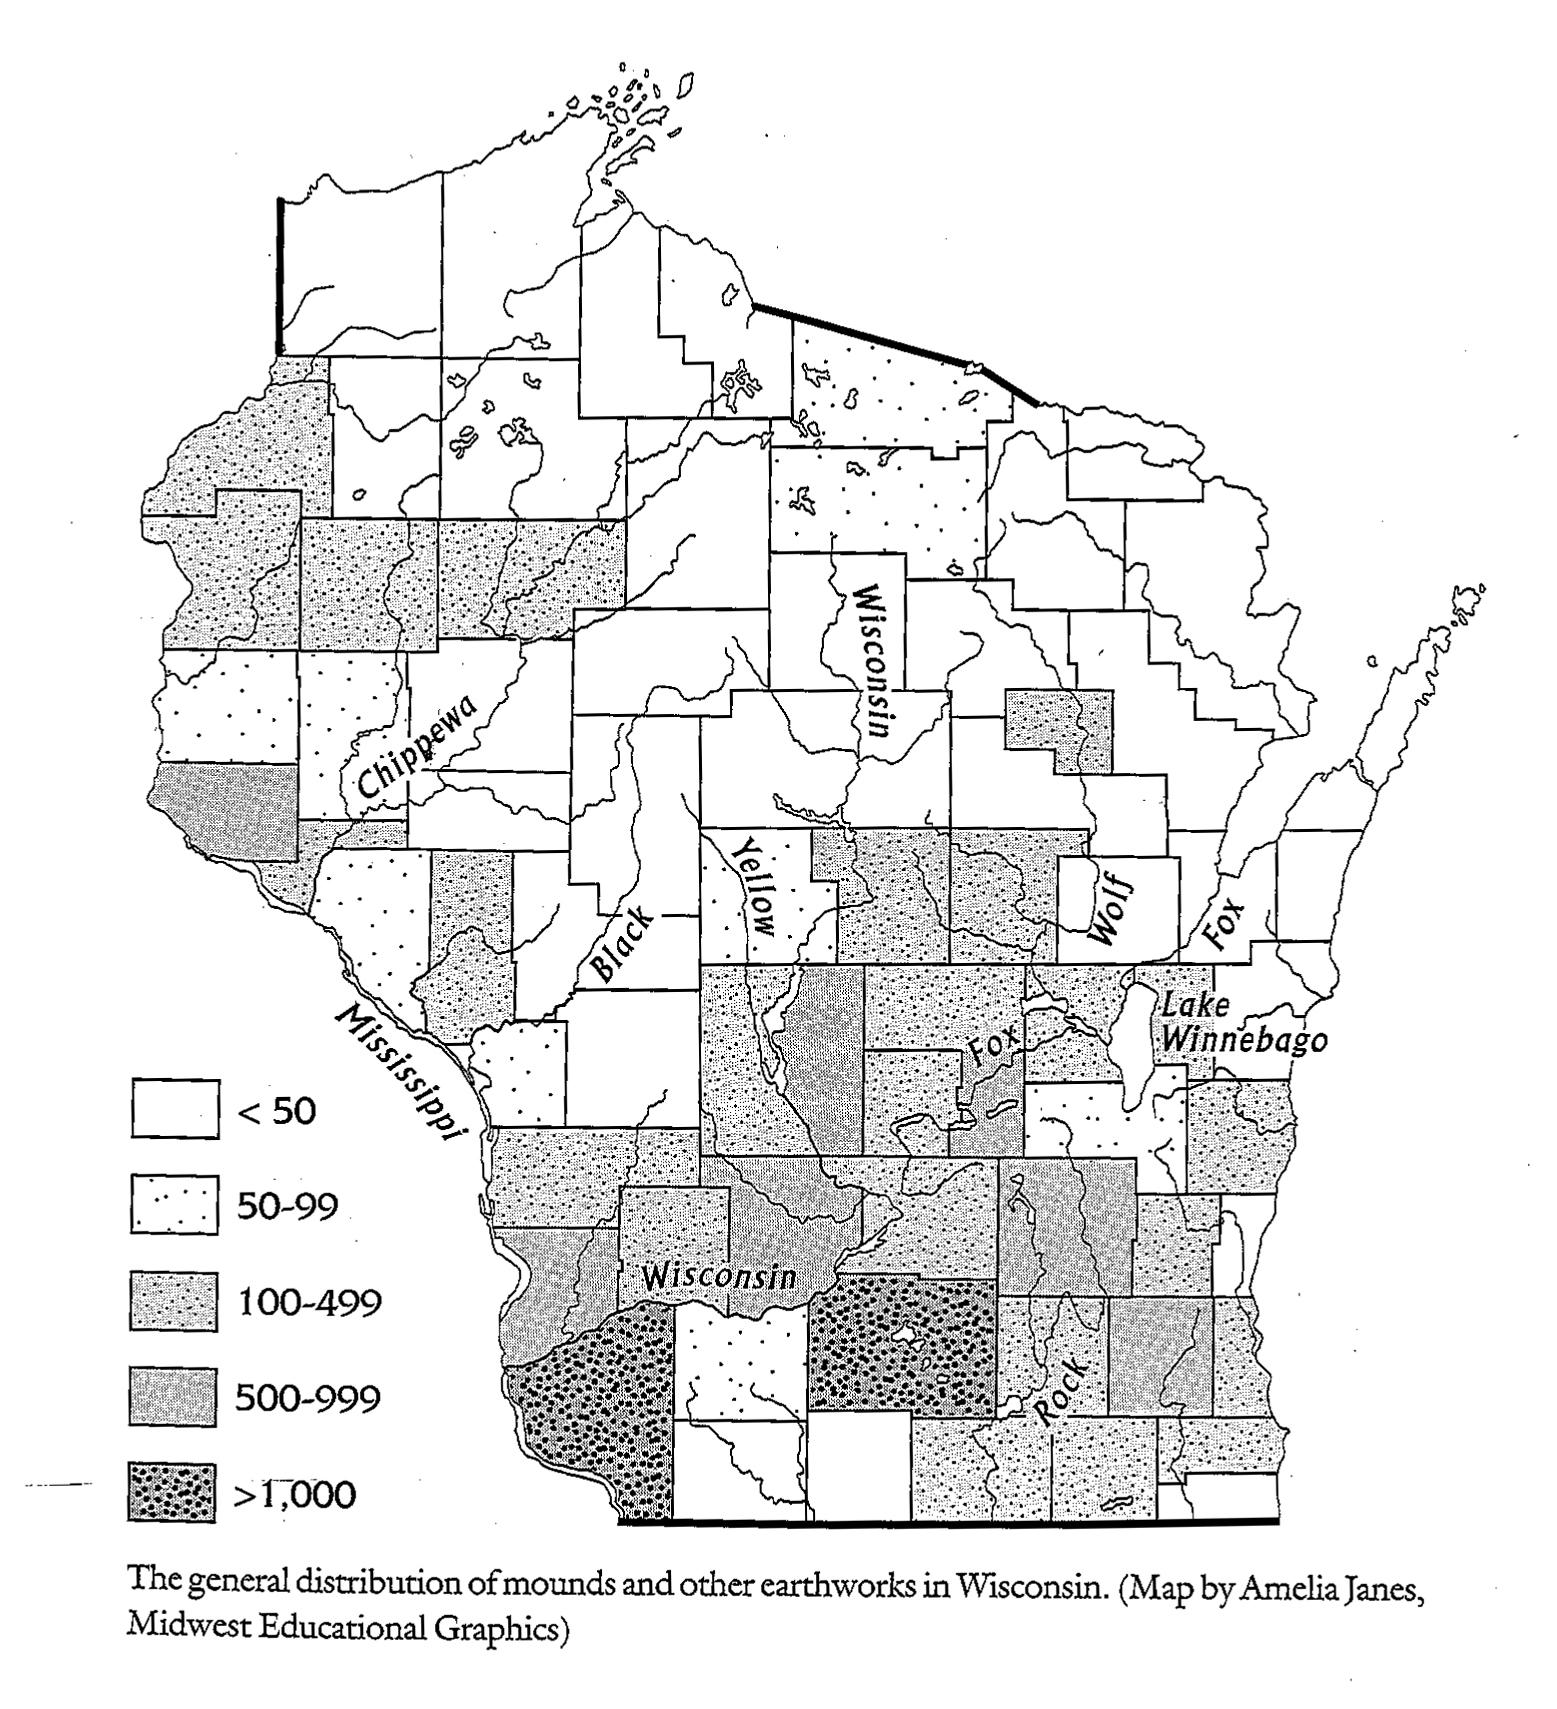 Wisconsin
Chippewa
Yellow
Wolf
Fox
Black
Mississippi
Lake
Winnebago
Fox
Wisconsin
Rock
< 50
50-99
100-499
500-999
>1,000
The general distribution of mounds and other earthworks in Wisconsin. (Map by Amelia Janes,
Midwest Educational Graphics)